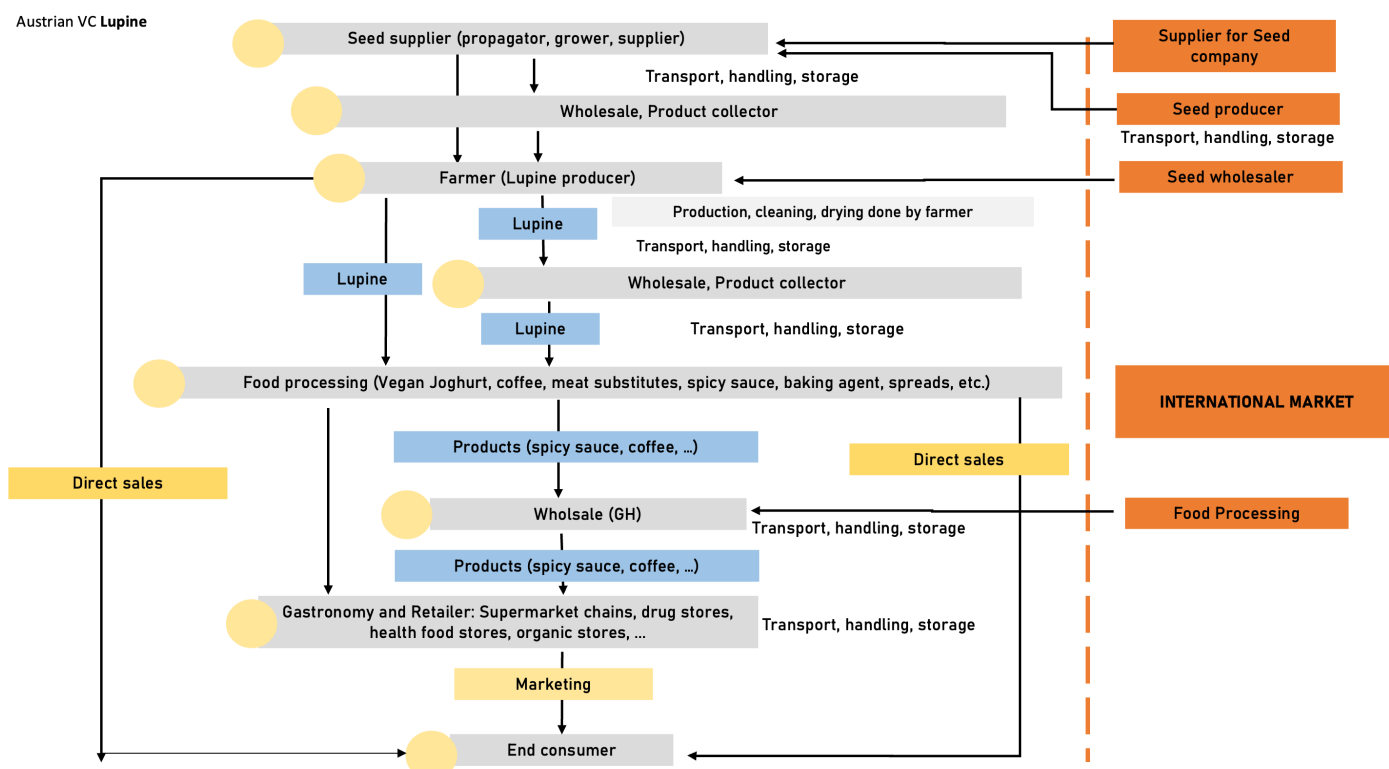 Austrian VC Lupine
Seed supplier (propagator, grower, supplier)
Supplier for Seed
company
Transport, handling, storage
Wholesale, Product collector
Seed producer
Transport, handling, storage
Farmer (Lupine producer)
Seed wholesaler
Production, cleaning, drying done by farmer
Lupine
Transport, handling, storage
Lupine
Wholesale, Product collector
Lupine
Transport, handling, storage
Food processing (Vegan Joghurt, coffee, meat substitutes, spicy sauce, baking agent, spreads, etc.)
INTERNATIONAL MARKET
Products (spicy sauce, coffee, ...)
Direct sales
Direct sales
Wholsale (GH)
Food Processing
Transport, handling, storage
Products (spicy sauce, coffee, ...)
Gastronomy and Retailer: Supermarket chains, drug stores,
health food stores, organic stores, ...
Transport, handling, storage
Marketing
End consumer